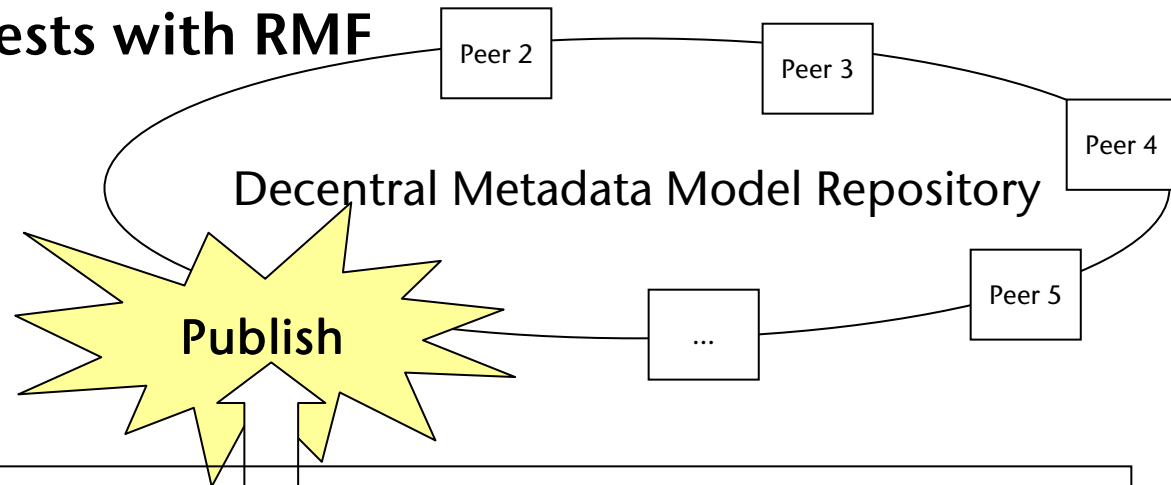 ests with RMF
Peer 2
Peer 3
Peer 4
Decentral Metadata Model Repository
Peer 5
Publish
...